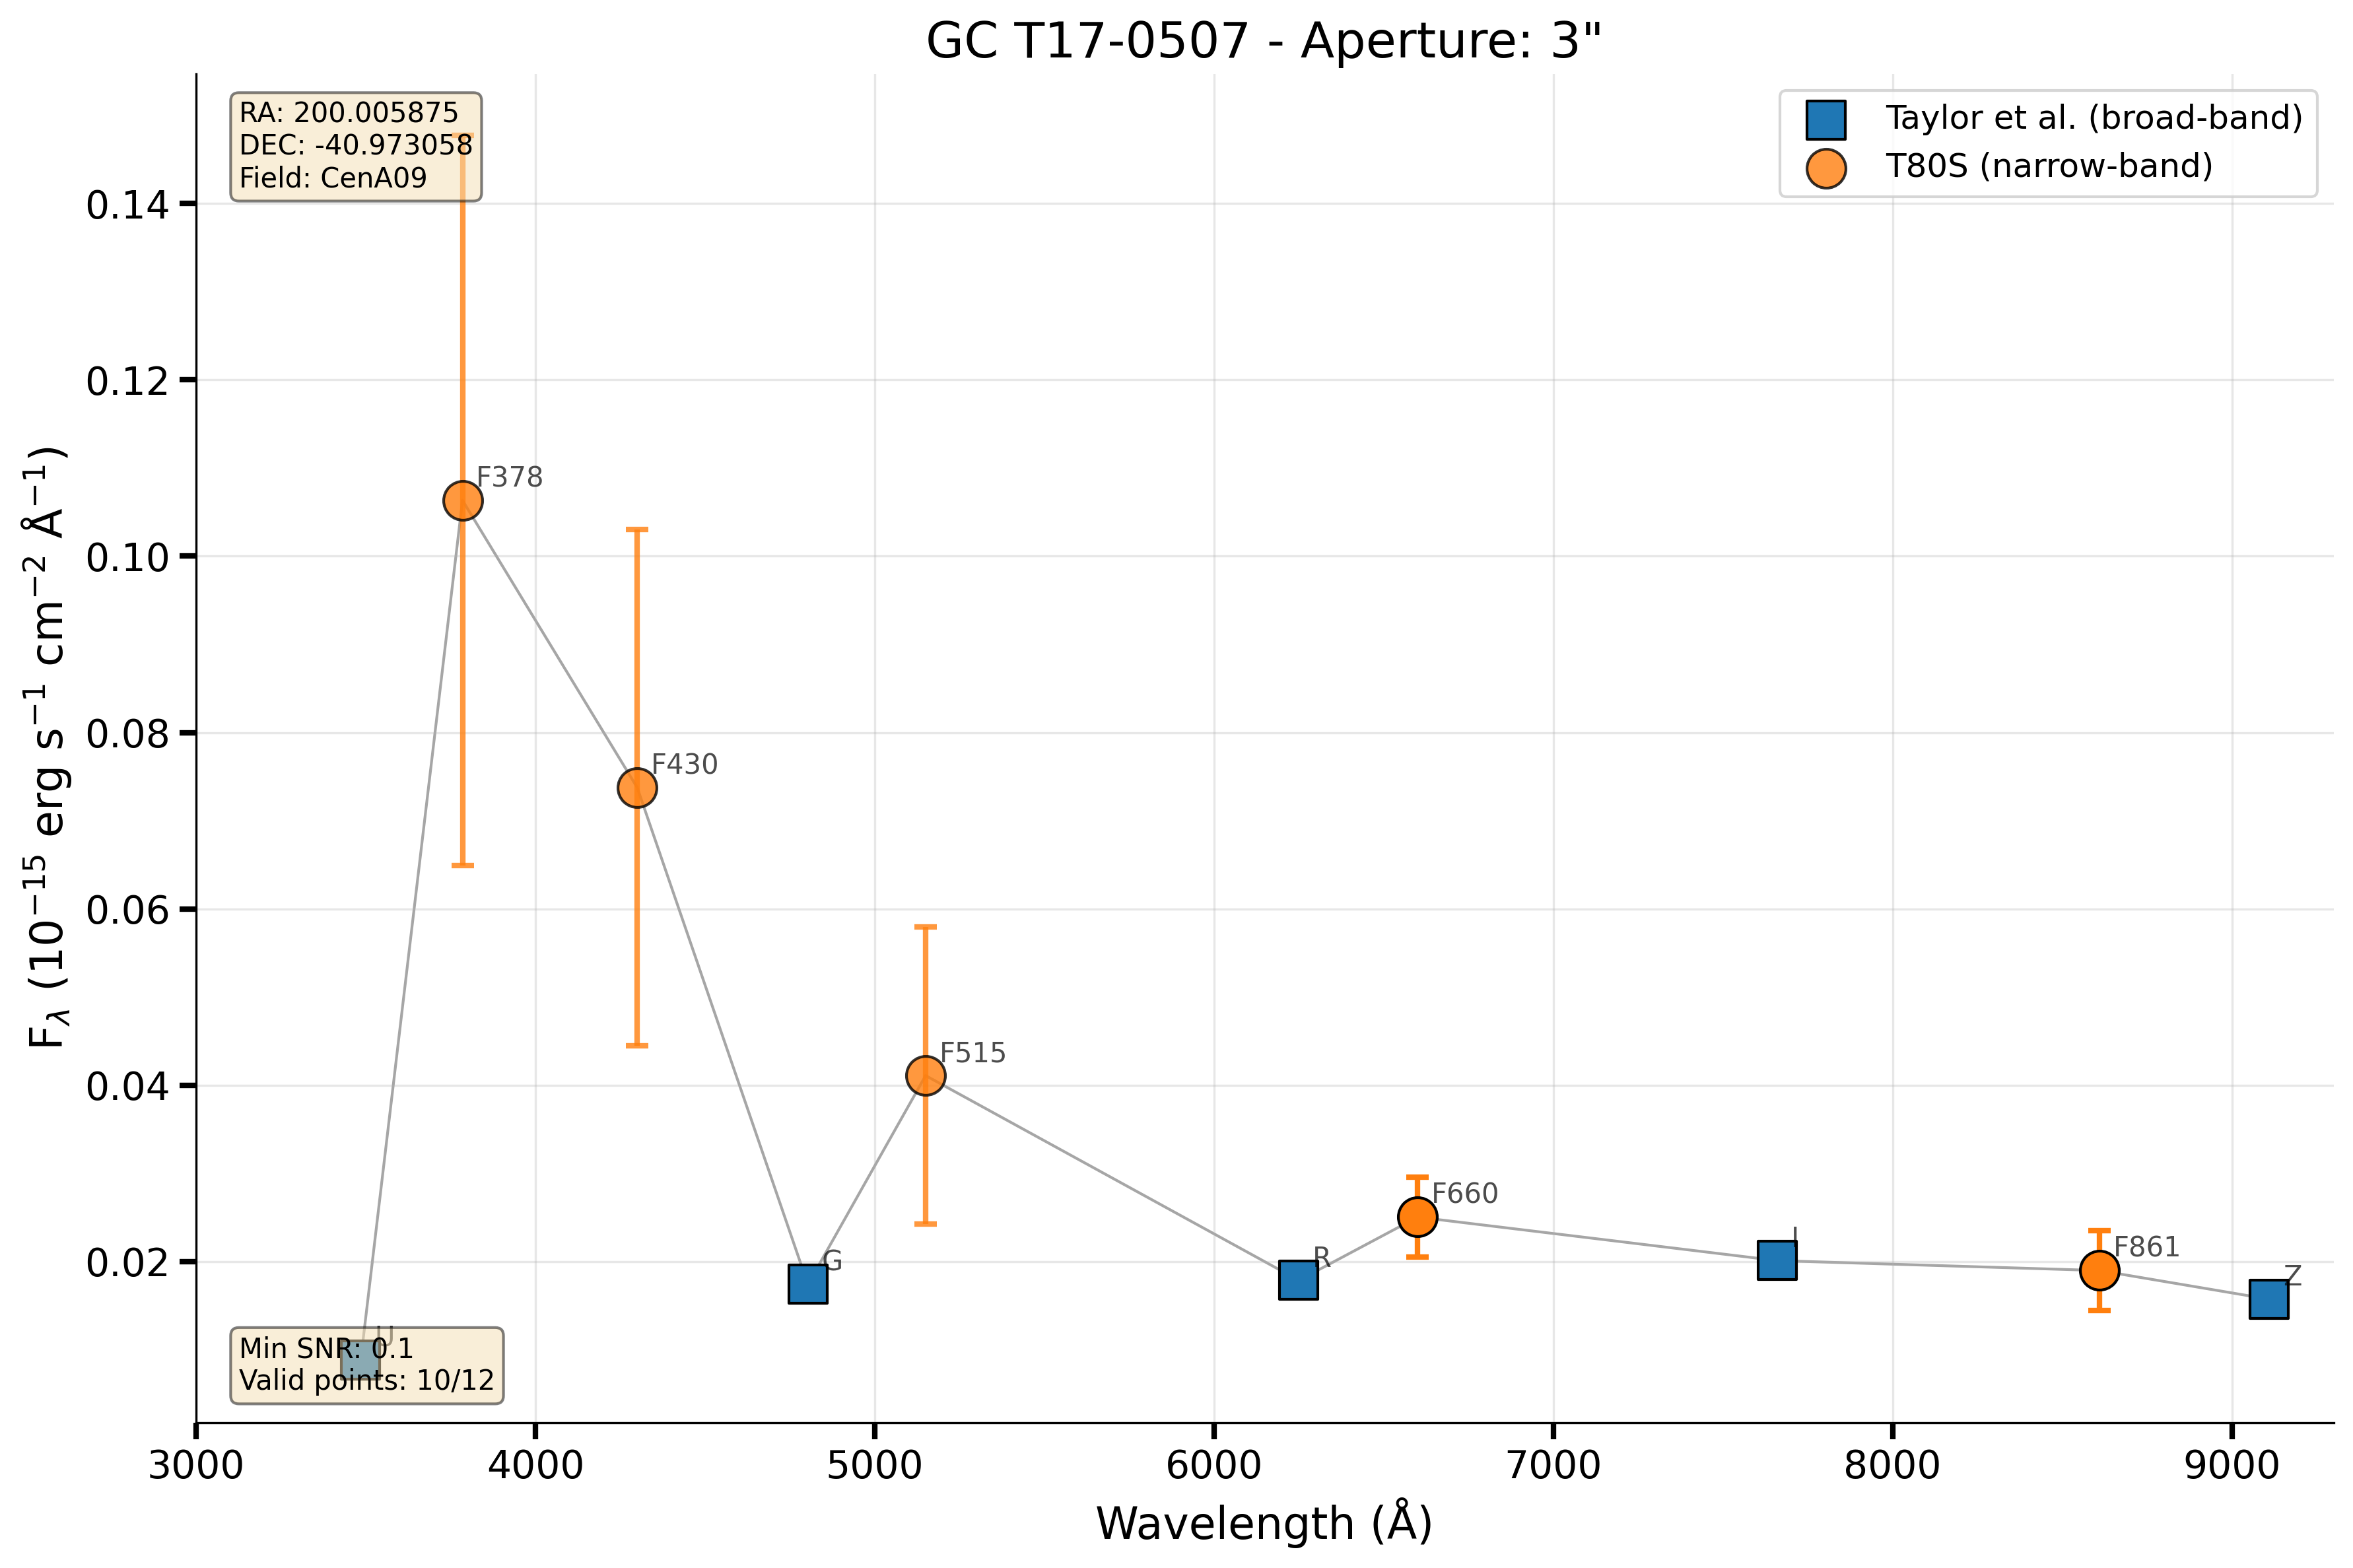 GC T17-0507 - Aperture: 3"
RA: 200.005875
DEC: -40.973058
Field: CenA09
Taylor et al. (broad-band)
T80S (narrow-band)
0.14
0.12
0.10
0.08
0.06
0.04
0.02
F_λ (10⁻¹⁵ erg s⁻¹ cm⁻² Å⁻¹)
F378
F430
F515
F660
F861
G
R
I
Z
U
Min SNR: 0.1
Valid points: 10/12
3000
4000
5000
6000
7000
8000
9000
Wavelength (Å)